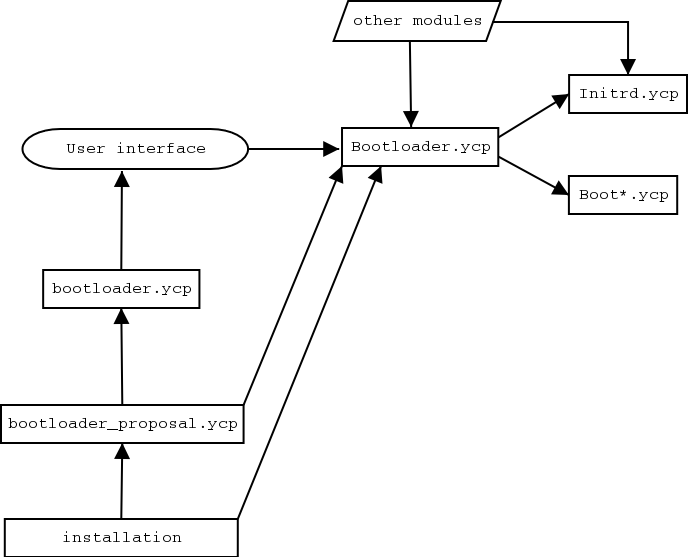 other modules
Initrd.ycp
User interface
Bootloader.ycp
Boot*.ycp
bootloader.ycp
bootloader_proposal.ycp
installation